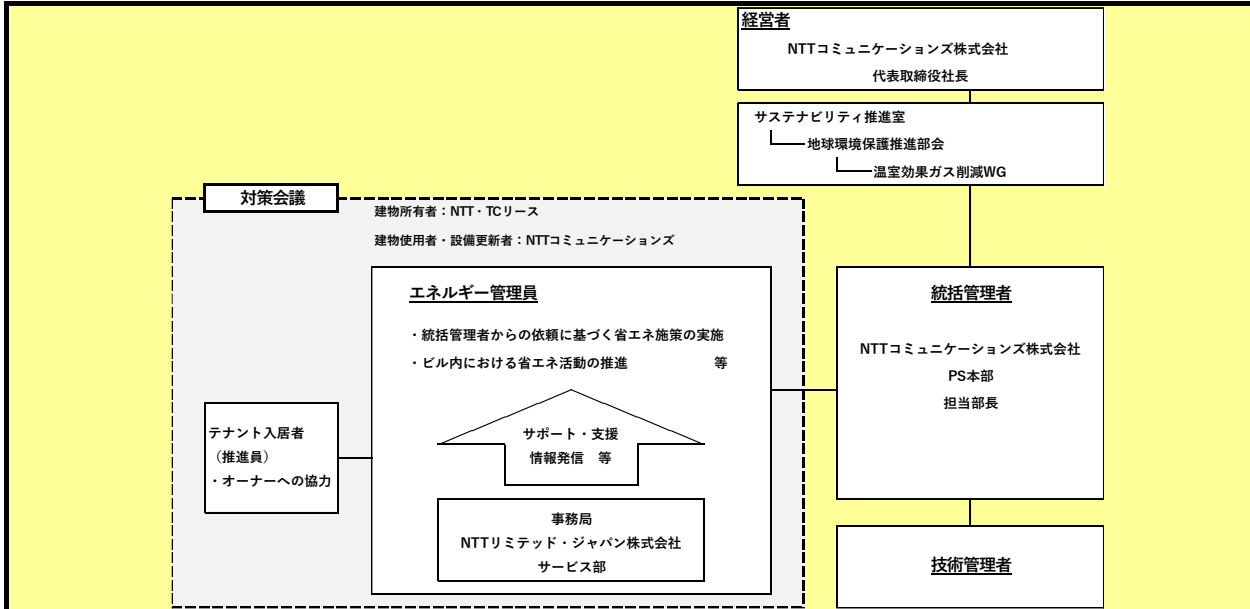 経営者
NTTコミュニケーションズ株式会社
代表取締役社長
サステナビリティ推進室
地球環境保護推進部会
温室効果ガス削減WG
対策会議
建物所有者：NTT・TCリース
建物使用者・設備更新者：NTTコミュニケーションズ
エネルギー管理員
・統括管理者からの依頼に基づく省エネ施策の実施
・ビル内における省エネ活動の推進　等
サポート・支援
情報発信　等
事務局
NTTリミテッド・ジャパン株式会社
サービス部
テナント入居者
（推進員）
・オーナーへの協力
統括管理者
NTTコミュニケーションズ株式会社
PS本部
担当部長
技術管理者